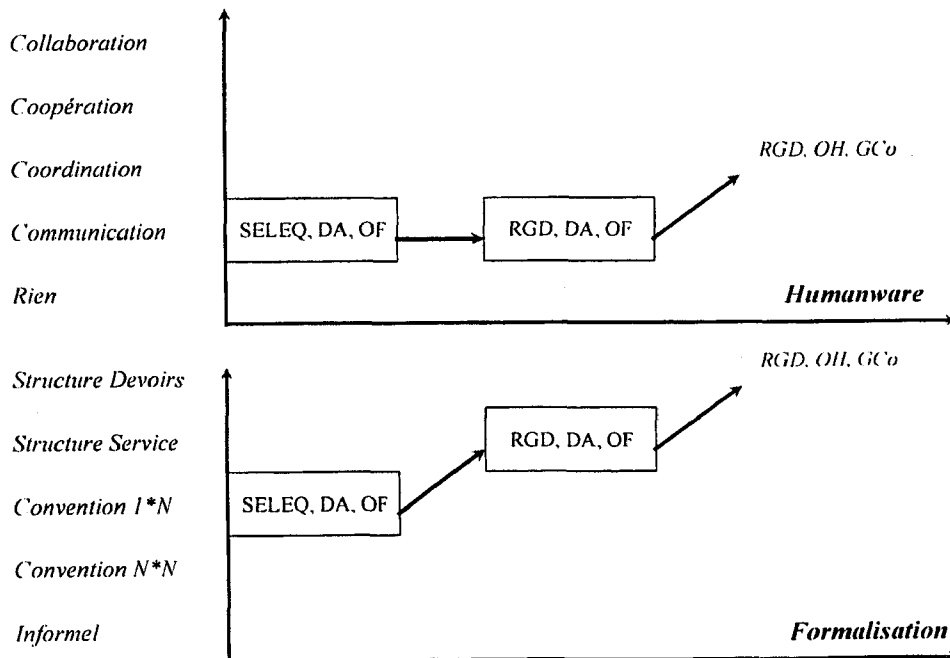 Collaboration
Coopération
Coordination
RGD, OH, GCo
Communication
SELEQ, DA, OF
RGD, DA, OF
Rien
Humanware
Structure Devoirs
RGD, OH, GCo
Structure Service
RGD, DA, OF
Convention 1*N
SELEQ, DA, OF
Convention N*N
Informel
Formalisation